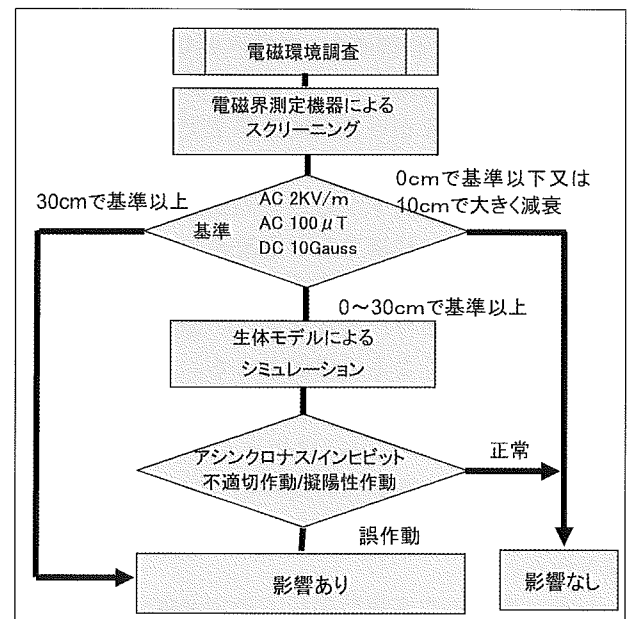 電磁環境調査
電磁界測定機器による
スクリーニング
30cmで基準以上
0cmで基準以下又は
10cmで大きく減衰
基準
AC 2KV/m
AC 100μT
DC 10Gauss
0～30cmで基準以上
生体モデルによる
シミュレーション
アシンクロナス/インヒビット
不適切作動/擬陽性作動
正常
誤作動
影響あり
影響なし